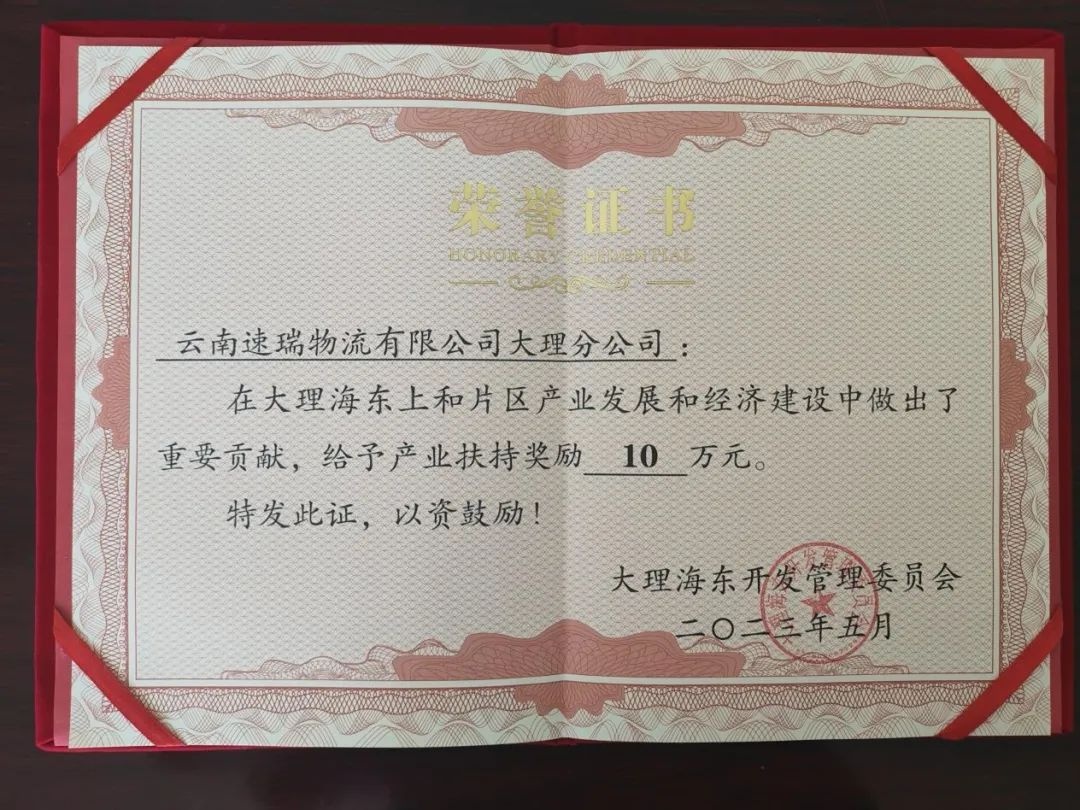 荣誉证书
HONORARY CREDENTIAL
云南速瑞物流有限公司大理分公司:
在大理海东上和片区产业发展和经济建设中做出了
重要贡献，给予产业扶持奖励 10 万元。
特发此证，以资鼓励！
大理海东开发管理委员会
二〇二三年五月